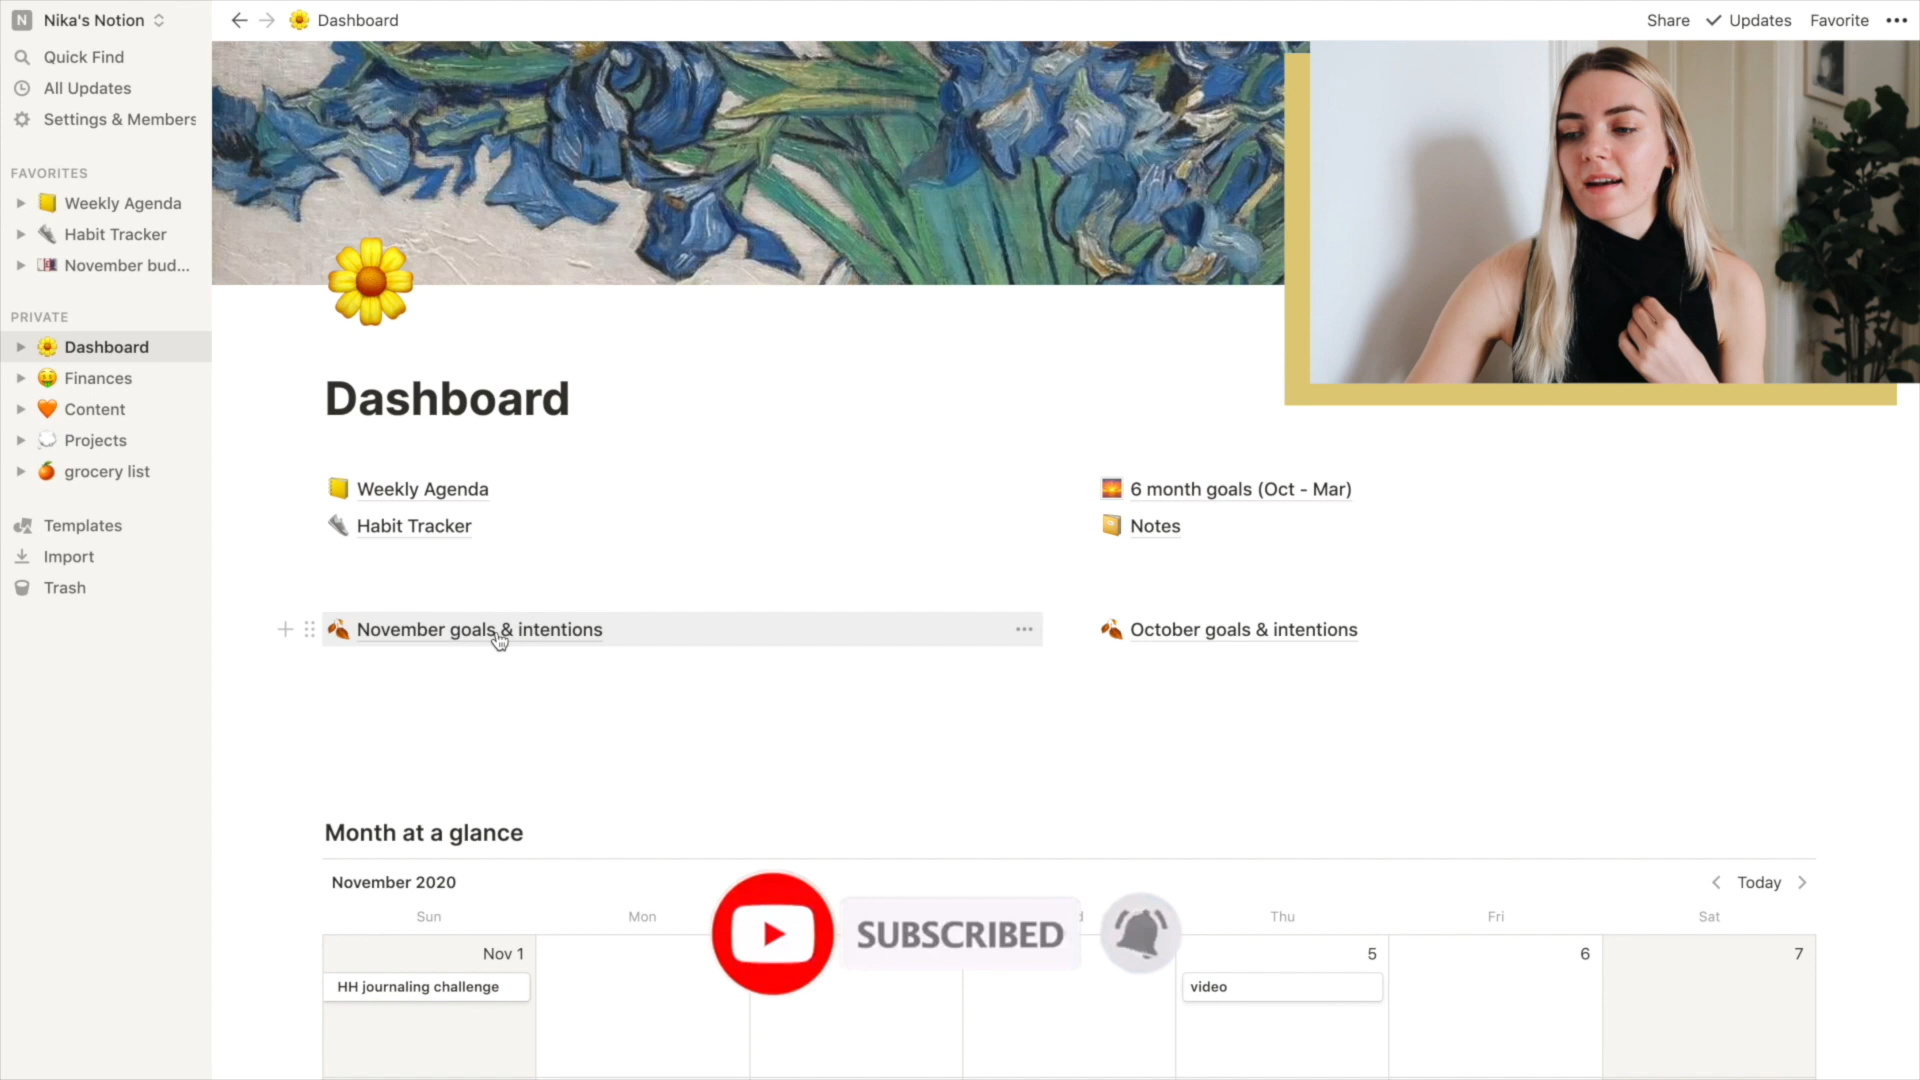 N Nika's Notion
Dashboard
Share
Updates
Favorite
Quick Find
All Updates
Settings & Members
FAVORITES
Weekly Agenda
Habit Tracker
November bud...
PRIVATE
Dashboard
Finances
Content
Projects
grocery list
Templates
Import
Trash
Dashboard
Weekly Agenda
Habit Tracker
6 month goals (Oct - Mar)
Notes
November goals & intentions
October goals & intentions
Month at a glance
November 2020
Today
Sun Mon d Thu Fri Sat
SUBSCRIBED
Nov 1 5 6 7
HH journaling challenge
video